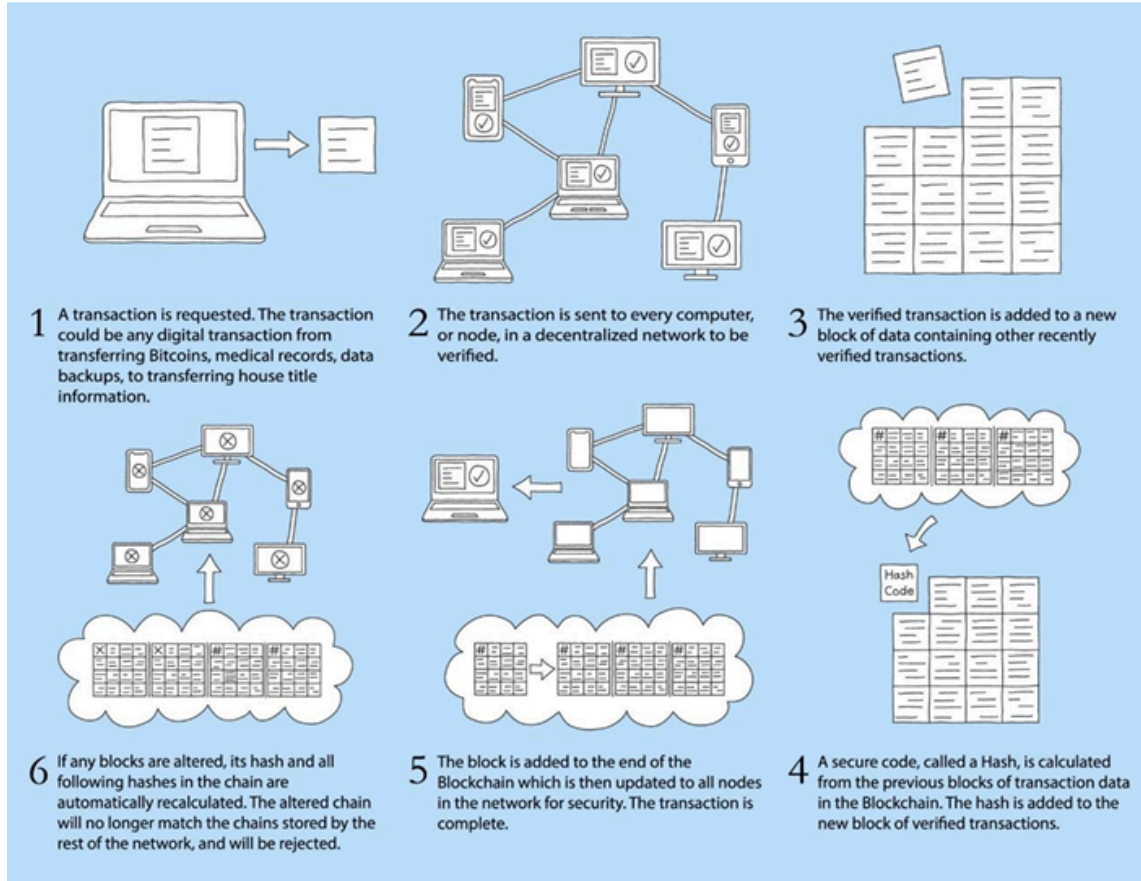 1 A transaction is requested. The transaction
could be any digital transaction from
transferring Bitcoins, medical records, data
backups, to transferring house title
information.
2 The transaction is sent to every computer,
or node, in a decentralized network to be
verified.
3 The verified transaction is added to a new
block of data containing other recently
verified transactions.
# # #
Hash
Code
4 A secure code, called a Hash, is calculated
from the previous blocks of transaction data
in the Blockchain. The hash is added to the
new block of verified transactions.
# # # #
5 The block is added to the end of the
Blockchain which is then updated to all nodes
in the network for security. The transaction is
complete.
X X # #
6 If any blocks are altered, its hash and all
following hashes in the chain are
automatically recalculated. The altered chain
will no longer match the chains stored by the
rest of the network, and will be rejected.